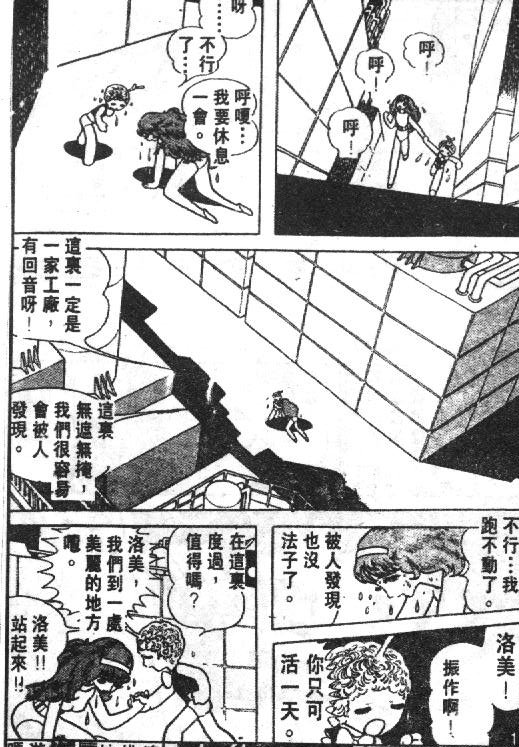 呼！
呼！
呼！
呀
不行
了…
呼嗄…
我要休息
一會。
這裏一定是
一家工廠，
有回音呀！
這裏，
無遮無掩，
我們很容易
會被人
發現。
不行…我
跑不動了。
被人發現
也沒
法子了。
洛美！
振作啊！
你只可
活一天。
在這裏
度過，
值得嗎？
洛美，
我們到一處
美麗的地方
嗯。
洛美！！
站起來！！
1